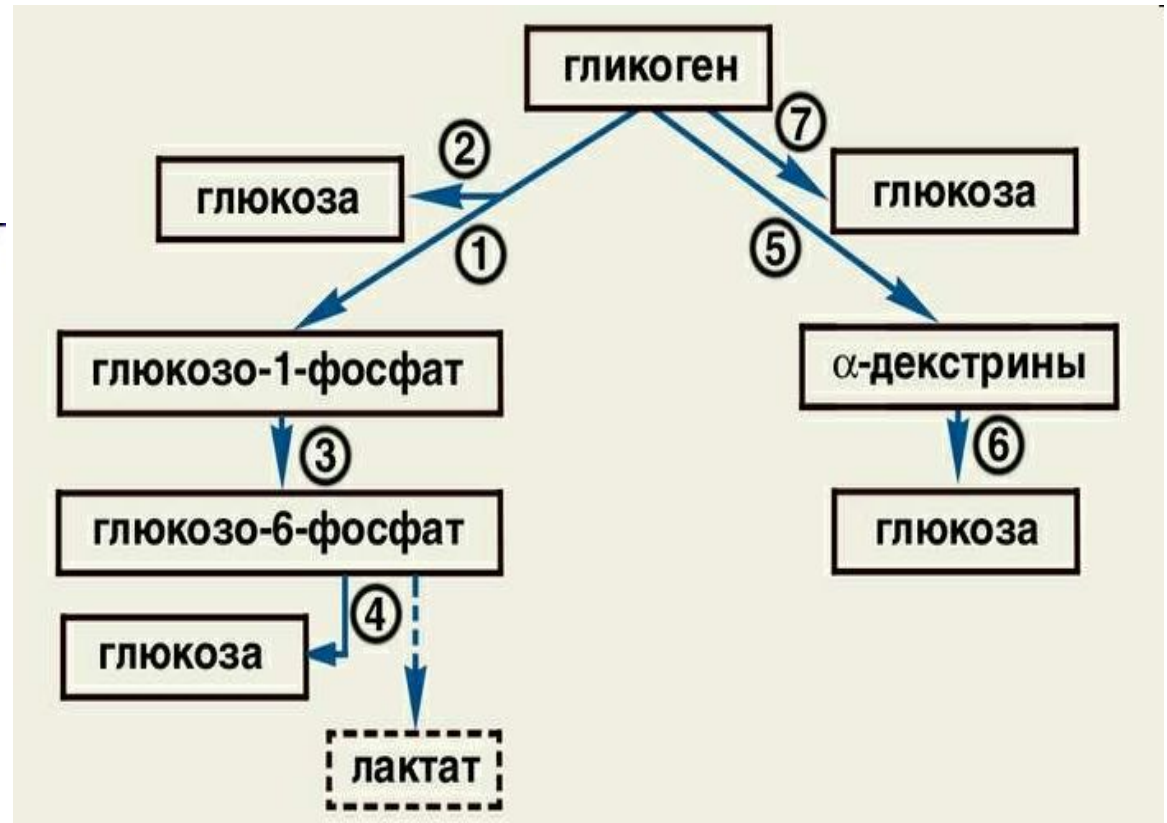 гликоген
7
2
глюкоза
глюкоза
1
5
глюкозо-1-фосфат
α-декстрины
3
6
глюкозо-6-фосфат
глюкоза
4
глюкоза
лактат